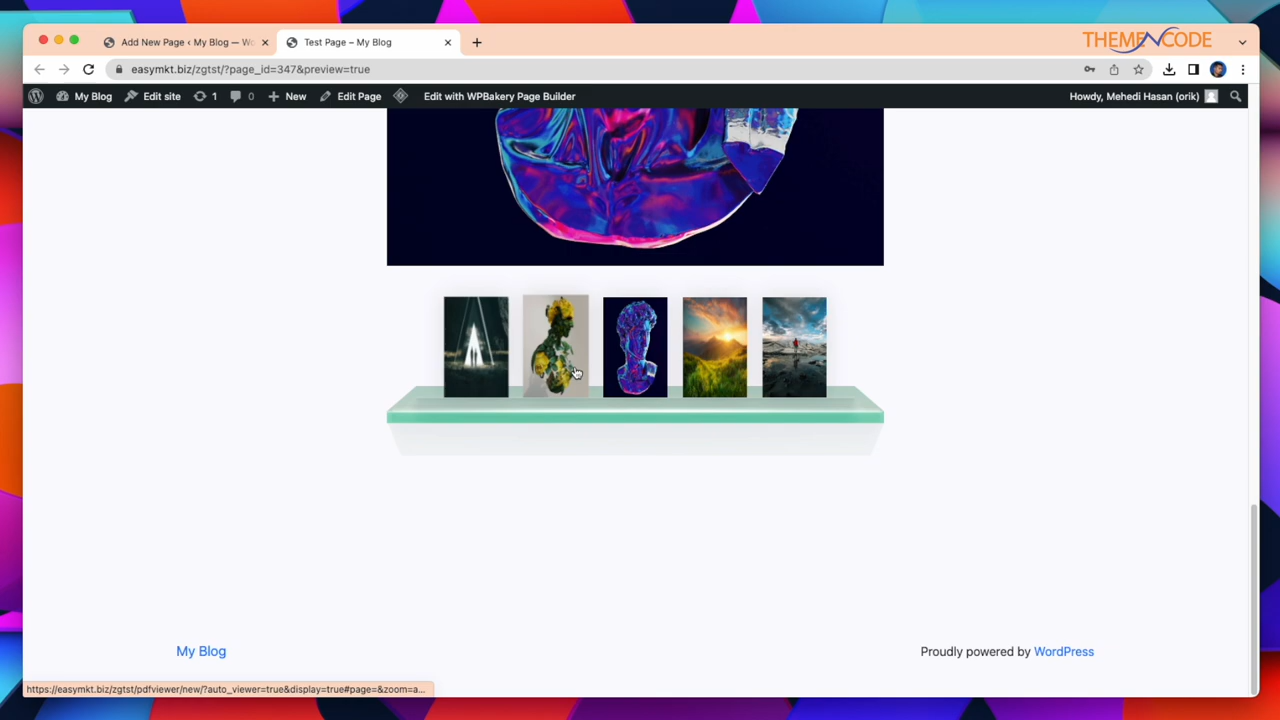 THEMENCODE
Add New Page ‹ My Blog — Wo
Test Page – My Blog
easymkt.biz/zgtst/?page_id=347&preview=true
My Blog
Edit site
1
0
New
Edit Page
Edit with WPBakery Page Builder
Howdy, Mehedi Hasan (orik)
My Blog
Proudly powered by WordPress
https://easymkt.biz/zgtst/pdfviewer/new/?auto_viewer=true&display=true#page=&zoom=a...